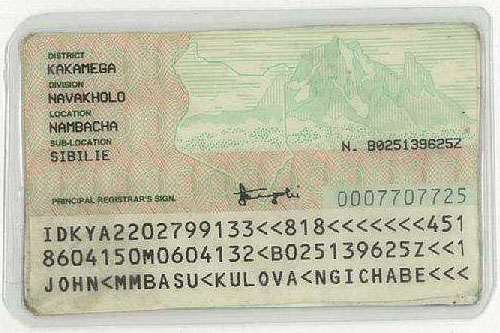 DISTRICT
KAKAMEGA
DIVISION
NAVAKHOLO
LOCATION
NAMBACHA
SUB-LOCATION
SIBILIE
N. B025139625Z
PRINCIPAL REGISTRAR'S SIGN.
0007707725
IDKYA2202799133<<818<<<<<<<451
8604150M0604132<B025139625Z<<1
JOHN<MMBASU<KULOVA<NGICHABE<<<